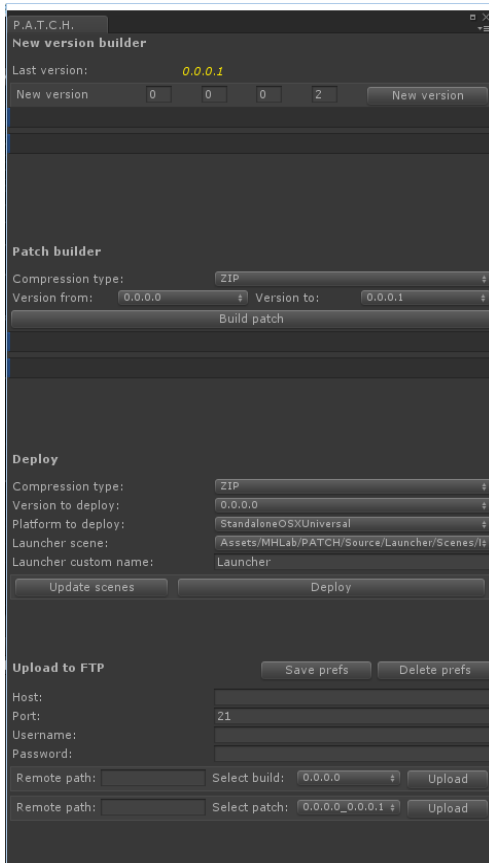 P.A.T.C.H.
New version builder
Last version: 0.0.0.1
New version 0 0 0 2 New version
Patch builder
Compression type: ZIP
Version from: 0.0.0.0 Version to: 0.0.0.1
Build patch
Deploy
Compression type: ZIP
Version to deploy: 0.0.0.0
Platform to deploy: StandaloneOSXUniversal
Launcher scene: Assets/MHLab/PATCH/Source/Launcher/Scenes/
Launcher custom name: Launcher
Update scenes Deploy
Upload to FTP Save prefs Delete prefs
Host:
Port: 21
Username:
Password:
Remote path: Select build: 0.0.0.0 Upload
Remote path: Select patch: 0.0.0.0_0.0.0.1 Upload